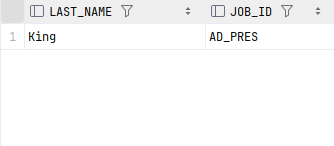 LAST_NAME JOB_ID
1 King AD_PRES